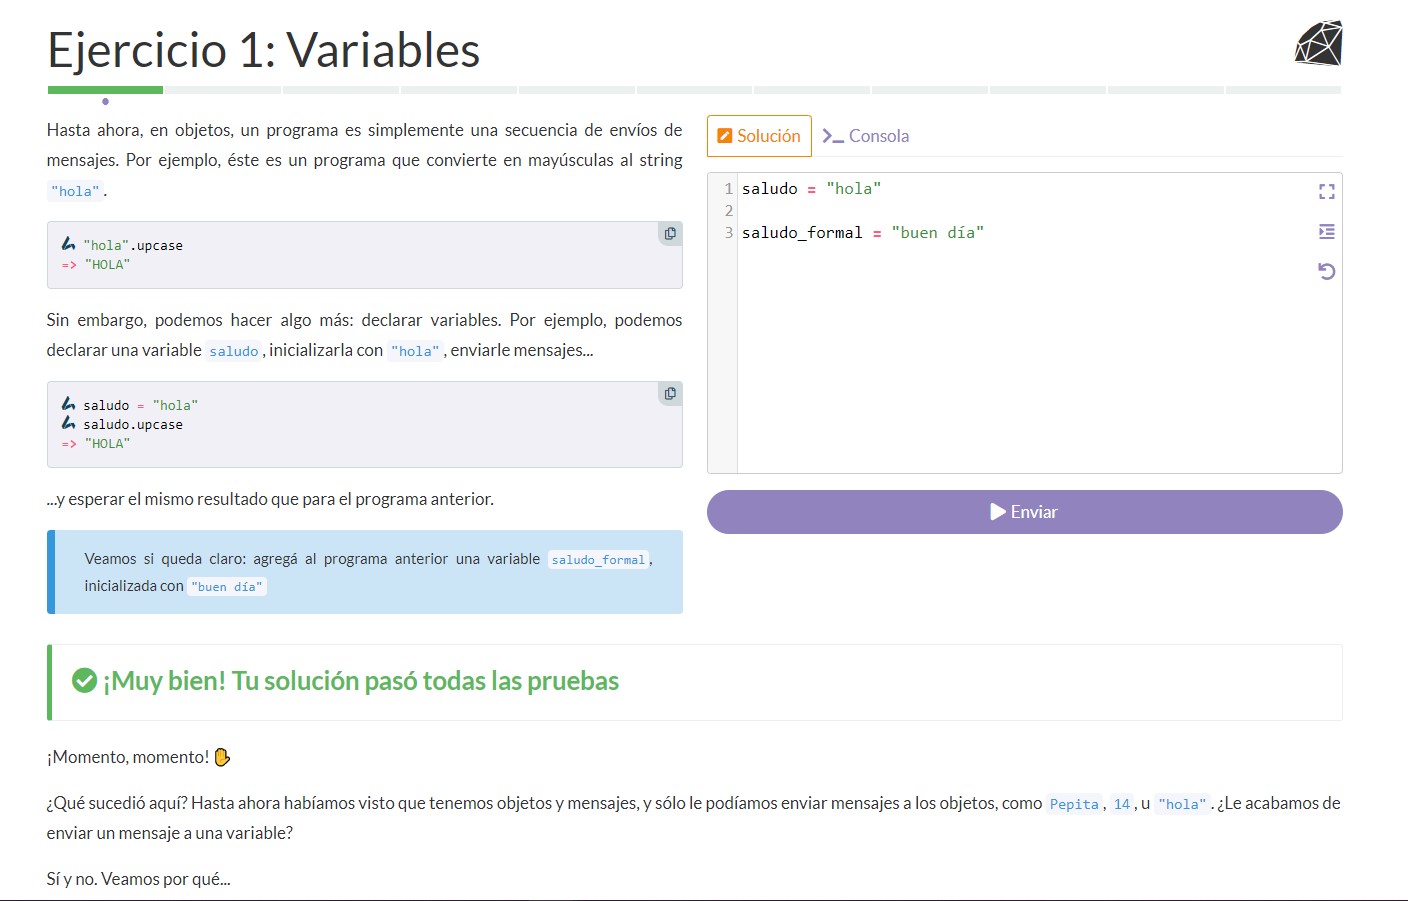 Ejercicio 1: Variables
Hasta ahora, en objetos, un programa es simplemente una secuencia de envíos de
mensajes. Por ejemplo, éste es un programa que convierte en mayúsculas al string
"hola".
"hola".upcase
=> "HOLA"
Sin embargo, podemos hacer algo más: declarar variables. Por ejemplo, podemos
declarar una variable saludo, inicializarla con "hola", enviarle mensajes...
saludo = "hola"
saludo.upcase
=> "HOLA"
...y esperar el mismo resultado que para el programa anterior.
Veamos si queda claro: agregá al programa anterior una variable saludo_formal,
inicializada con "buen día"
Solución
Consola
1 saludo = "hola"
2
3 saludo_formal = "buen día"
Enviar
¡Muy bien! Tu solución pasó todas las pruebas
¡Momento, momento! ✋
¿Qué sucedió aquí? Hasta ahora habíamos visto que tenemos objetos y mensajes, y sólo le podíamos enviar mensajes a los objetos, como Pepita, 14, u "hola". ¿Le acabamos de
enviar un mensaje a una variable?
Sí y no. Veamos por qué...